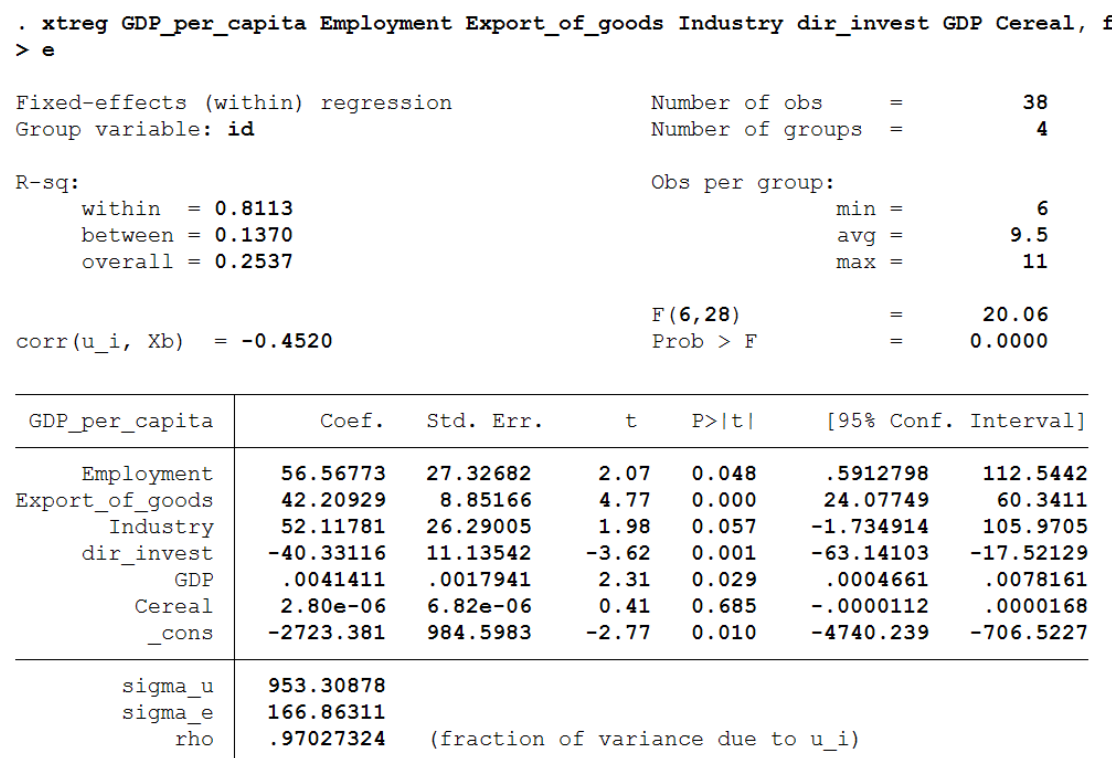 . xtreg GDP_per_capita Employment Export_of_goods Industry dir_invest GDP Cereal, f
> e
Fixed-effects (within) regression Number of obs = 38
Group variable: id Number of groups = 4
R-sq: Obs per group:
within = 0.8113 min = 6
between = 0.1370 avg = 9.5
overall = 0.2537 max = 11
F(6,28) = 20.06
corr(u_i, Xb) = -0.4520 Prob > F = 0.0000
GDP_per_capita Coef. Std. Err. t P>|t| [95% Conf. Interval]
Employment 56.56773 27.32682 2.07 0.048 .5912798 112.5442
Export_of_goods 42.20929 8.85166 4.77 0.000 24.07749 60.3411
Industry 52.11781 26.29005 1.98 0.057 -1.734914 105.9705
dir_invest -40.33116 11.13542 -3.62 0.001 -63.14103 -17.52129
GDP .0041411 .0017941 2.31 0.029 .0004661 .0078161
Cereal 2.80e-06 6.82e-06 0.41 0.685 -.0000112 .0000168
_cons -2723.381 984.5983 -2.77 0.010 -4740.239 -706.5227
sigma_u 953.30878
sigma_e 166.86311
rho .97027324 (fraction of variance due to u_i)